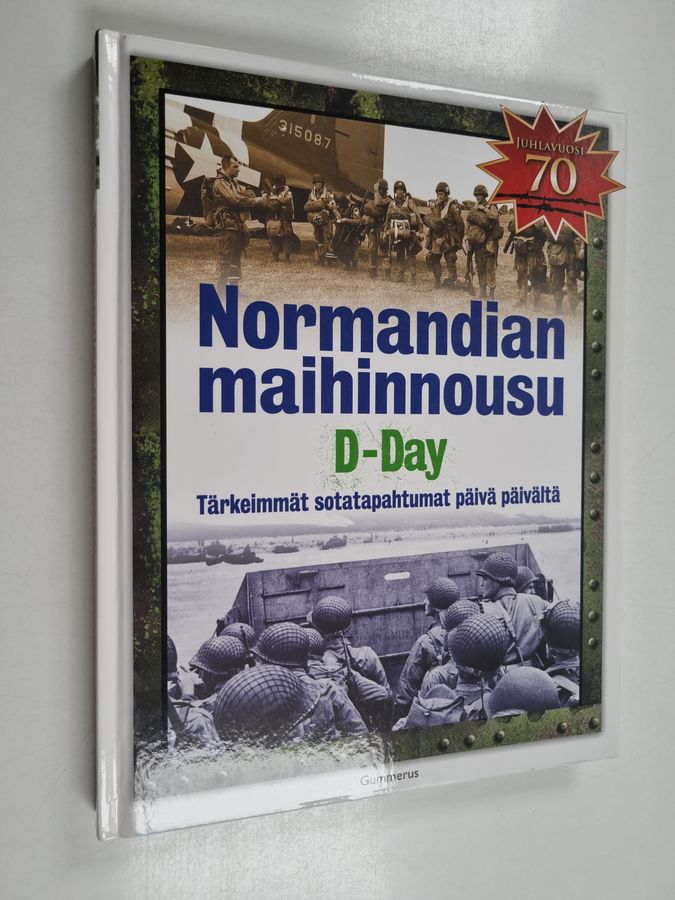 315087
JUHLAVUOSI
70
Normandian
maihinnousu
D-Day
Tärkeimmät sotatapahtumat päivä päivältä
Gummerus